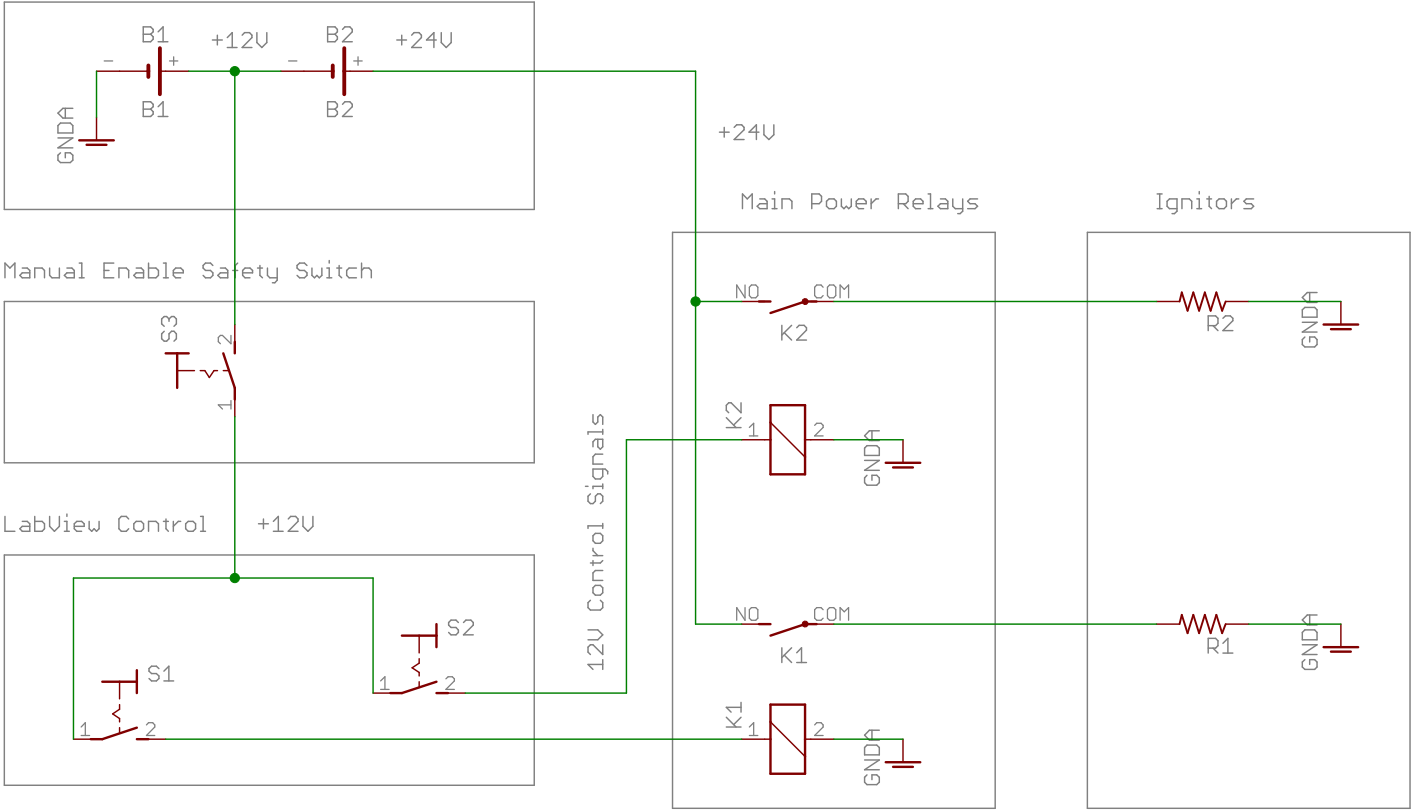 B1
+12V
B2
+24V
-
+
-
+
B1
B2
GNDA
+24V
Main Power Relays
Ignitors
Manual Enable Safety Switch
S3
2
1
NO
COM
K2
R2
GNDA
K2
1
2
GNDA
12V Control Signals
LabView Control
+12V
S2
1
2
S1
1
2
NO
COM
K1
R1
GNDA
K1
1
2
GNDA